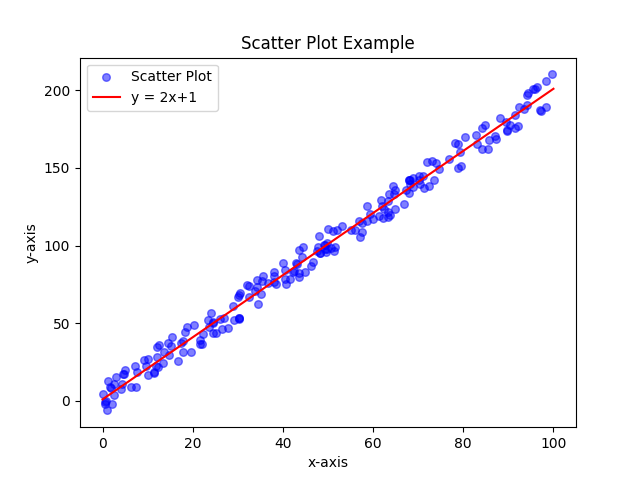 Scatter Plot Example
Scatter Plot
y = 2x+1
200
150
100
50
0
y-axis
0 20 40 60 80 100
x-axis